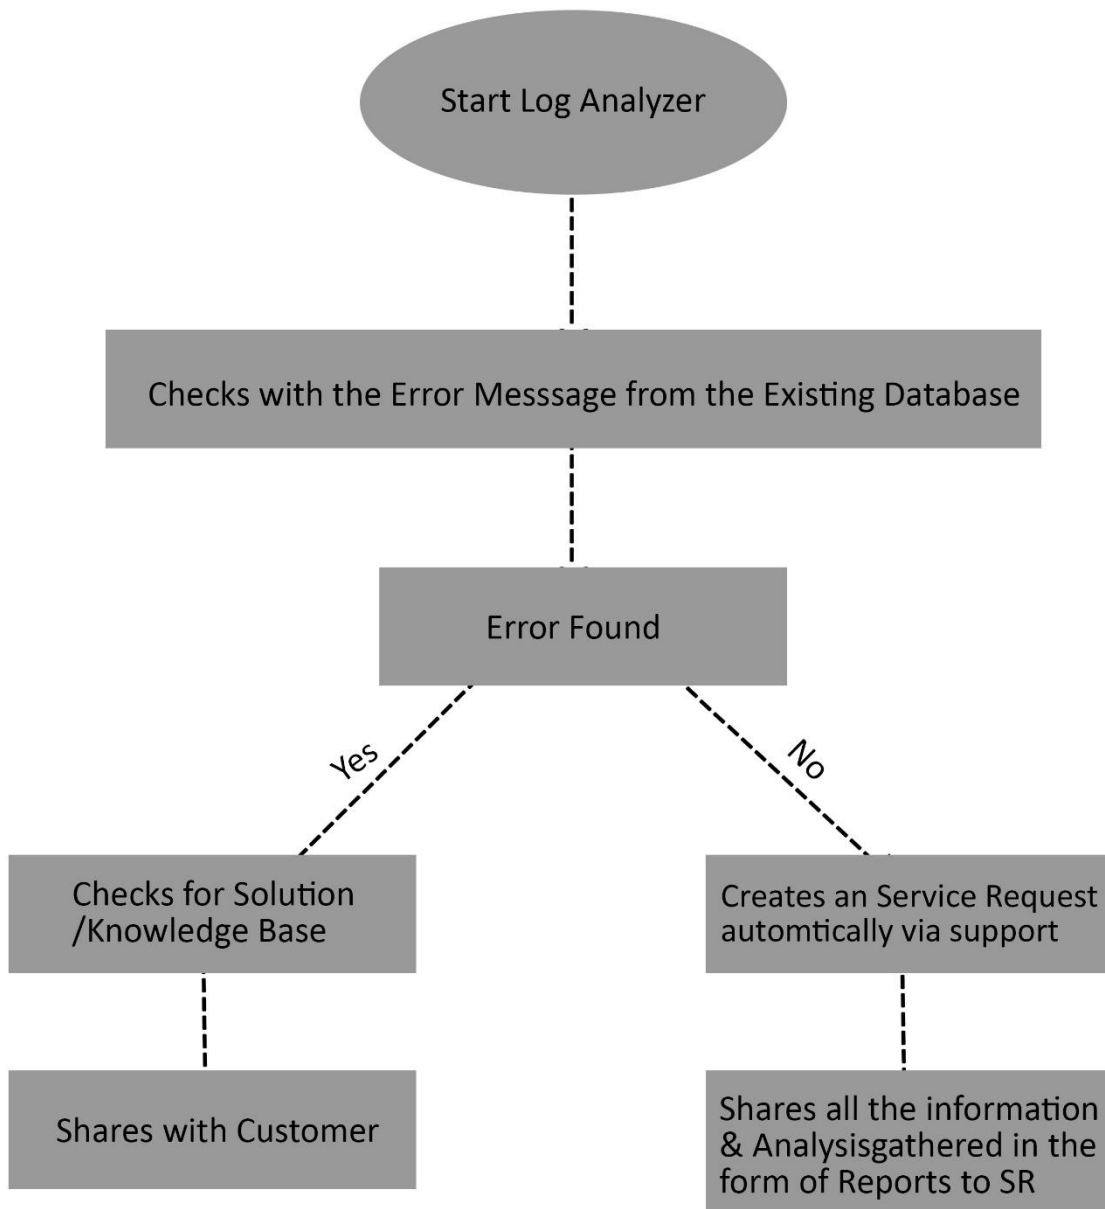 Start Log Analyzer
Checks with the Error Messsage from the Existing Database
Error Found
Yes
No
Checks for Solution
/Knowledge Base
Creates an Service Request
automtically via support
Shares with Customer
Shares all the information
& Analysisgathered in the
form of Reports to SR